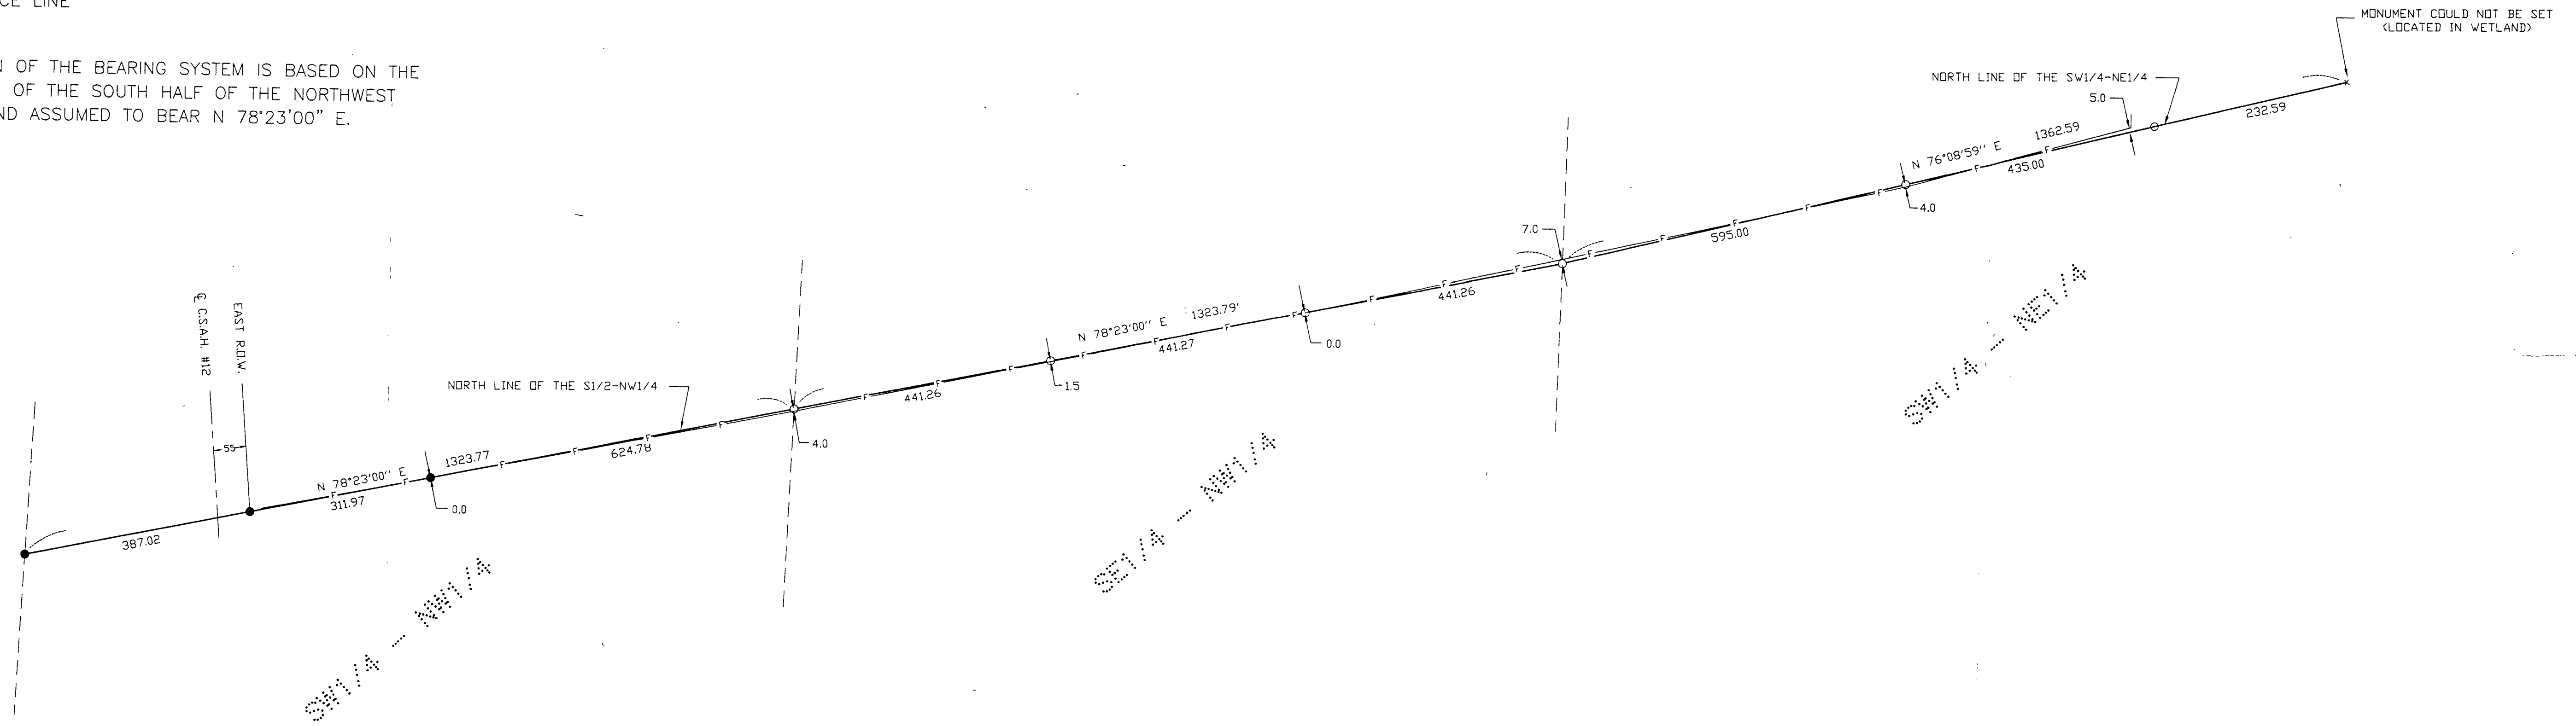 CE LINE
N OF THE BEARING SYSTEM IS BASED ON THE
OF THE SOUTH HALF OF THE NORTHWEST
ND ASSUMED TO BEAR N 78°23'00" E.
MONUMENT COULD NOT BE SET
(LOCATED IN WETLAND)
NORTH LINE OF THE SW1/4-NE1/4
5.0
232.59
N 76°08'59" E 1362.59
435.00
4.0
7.0
595.00
441.26
N 78°23'00" E 1323.79'
441.27
0.0
1.5
441.26
NORTH LINE OF THE S1/2-NW1/4
4.0
624.78
℄ C.S.A.H. #12
EAST R.O.W.
55
N 78°23'00" E 1323.77
311.97
0.0
387.02
F F F F F F F F F F F F F F F F F F F F F F
SW1/4 - NW1/4
SE1/4 - NW1/4
SW1/4 - NE1/4